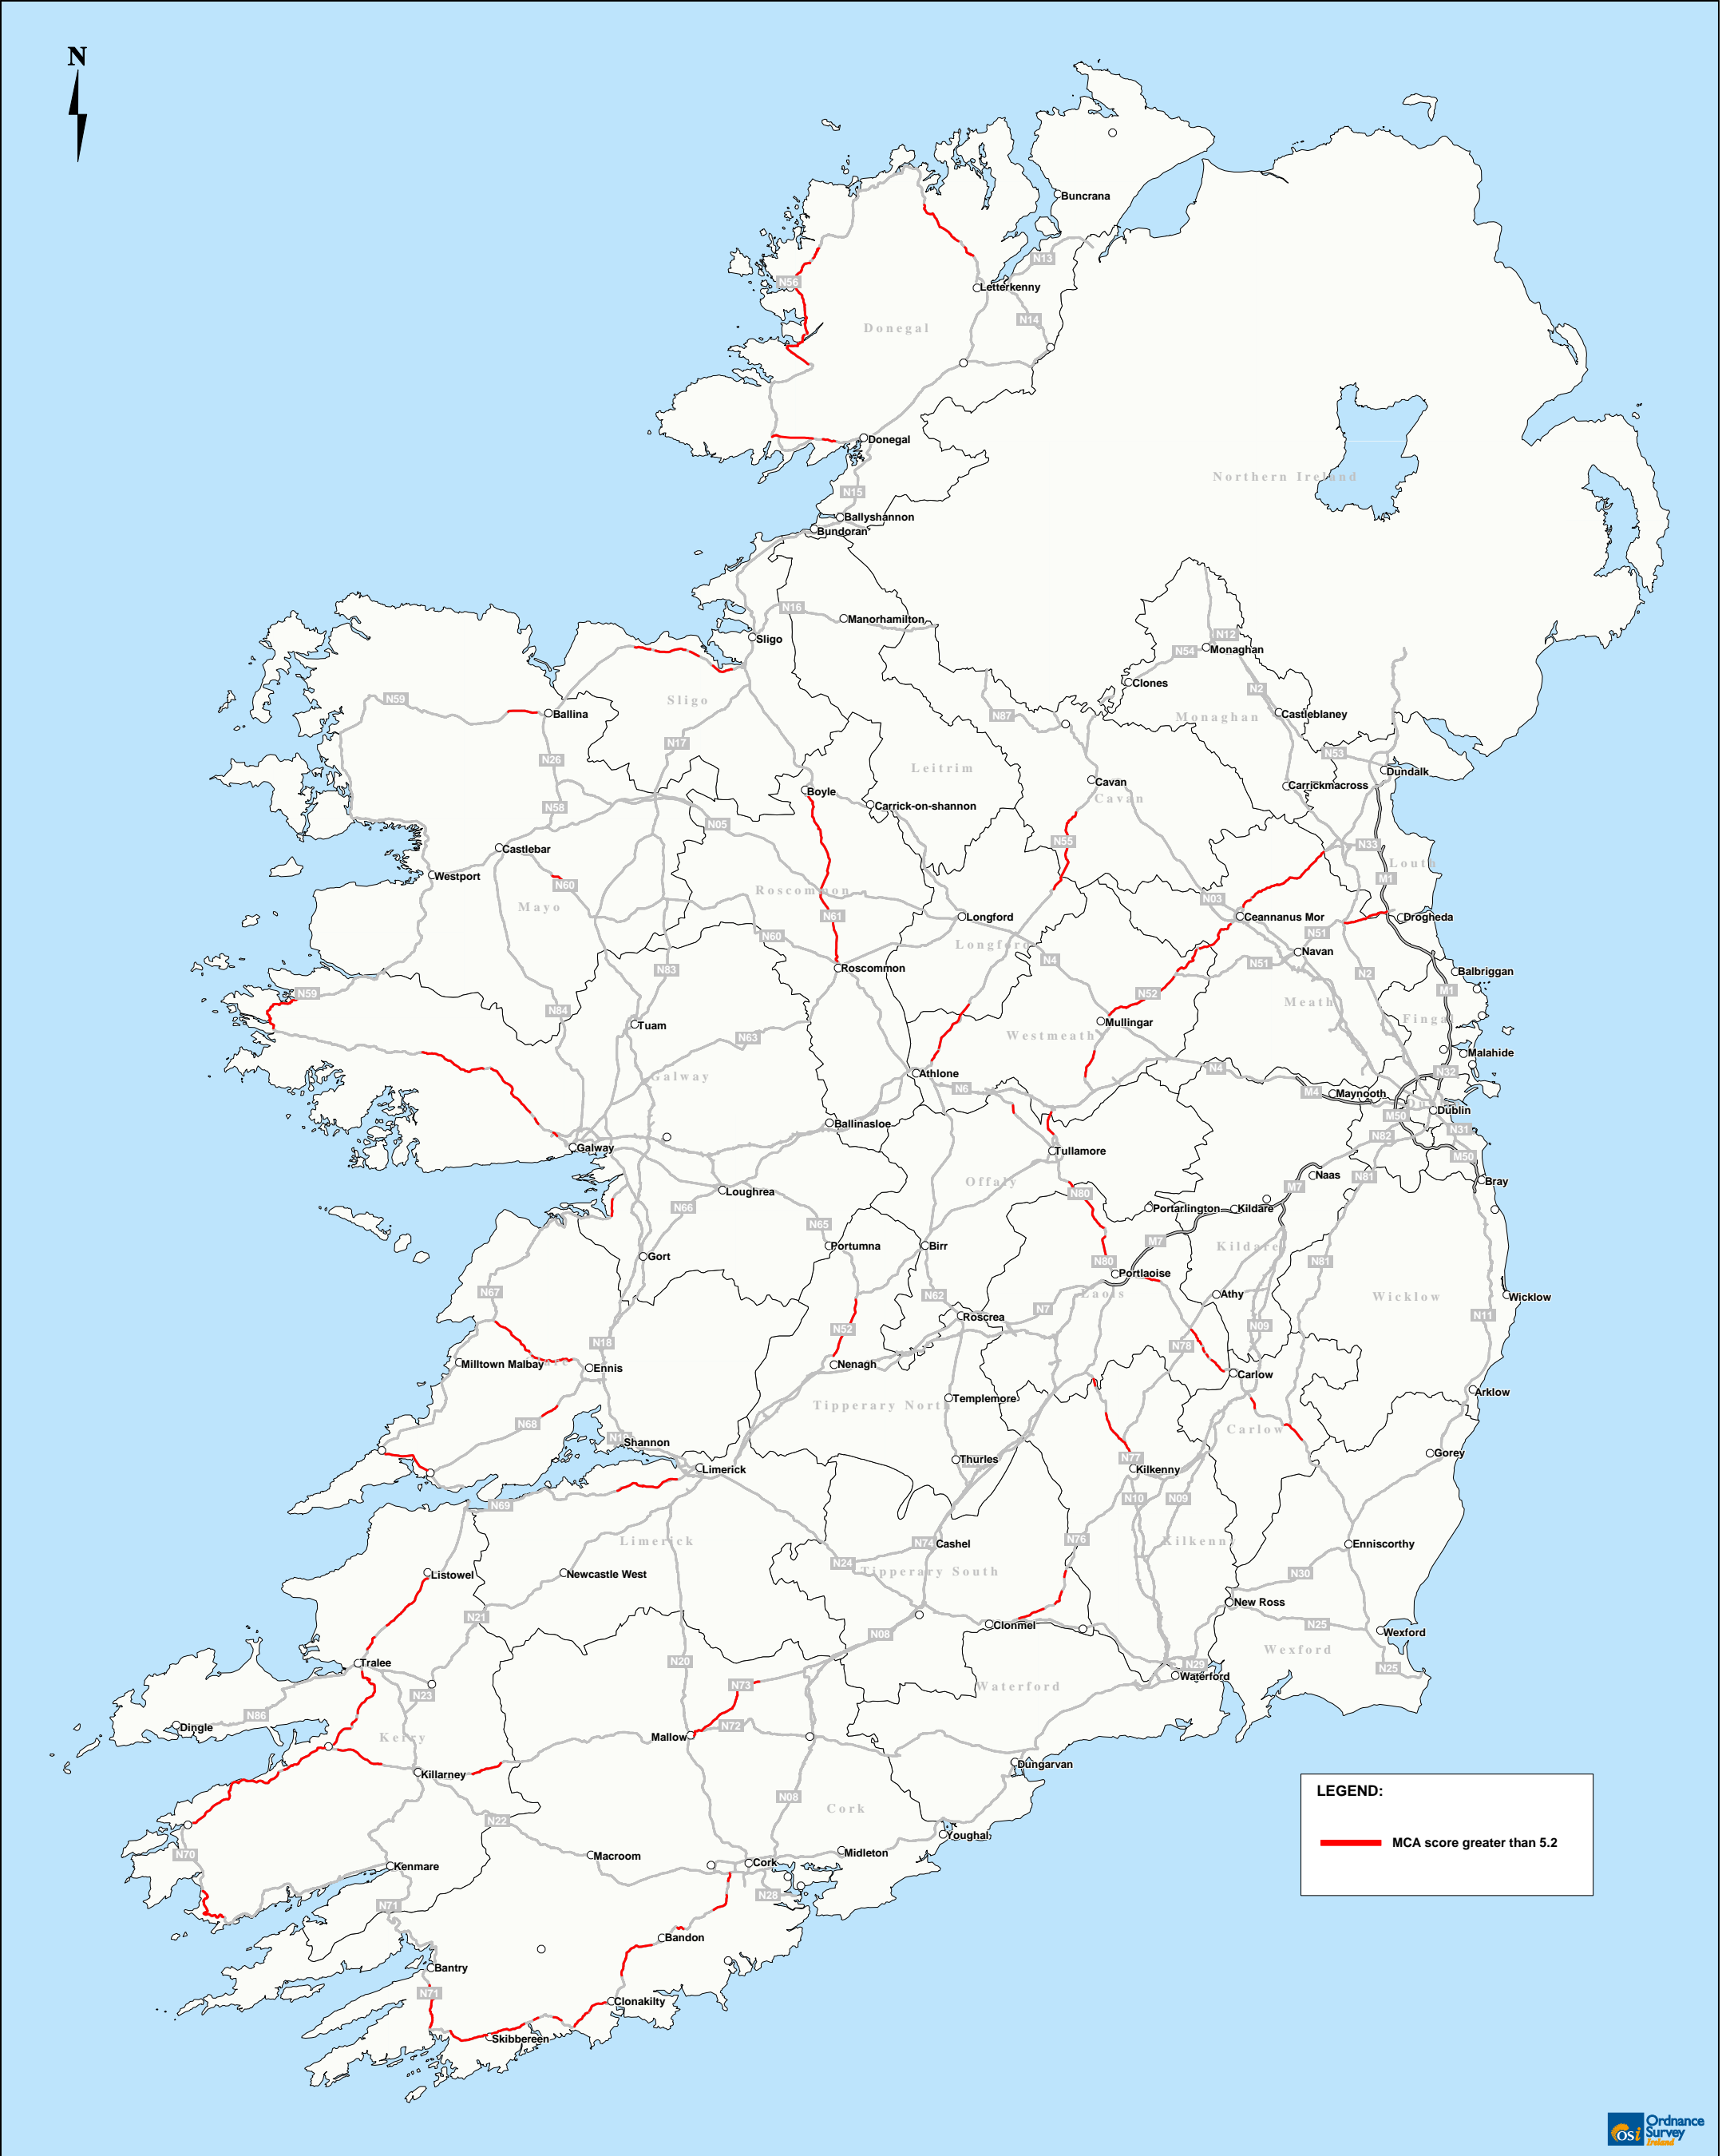 N
Buncrana
N13
Letterkenny
N56
N14
Donegal
Donegal
Northern Ireland
N15
Ballyshannon
Bundoran
N16
Manorhamilton
Sligo
N12
Monaghan
N54
Clones
N2
N59
Sligo
Ballina
N87
Monaghan
Castleblaney
N17
N53
N26
Leitrim
Dundalk
Cavan
Carrickmacross
Boyle
Cavan
N58
Carrick-on-shannon
N05
N55
N33
Castlebar
Louth
Westport
N60
M1
Roscommon
N03
Mayo
N61
Longford
Ceannanus Mor
Drogheda
N60
N51
Longford
Navan
N4
N51
Roscommon
N83
N2
Balbriggan
N59
N52
M1
Meath
N84
Mullingar
Fingal
Tuam
Westmeath
N63
Malahide
Galway
Athlone
N4
N32
N6
M4
Maynooth
Dublin
M50
Ballinasloe
N31
N82
Galway
Tullamore
M50
Naas
N81
Offaly
Bray
Loughrea
N80
M7
N66
Portarlington
Kildare
N65
M7
Portumna
Birr
Kildare
Gort
N80
N81
Portlaoise
N67
Laois
Athy
N62
Wicklow
Wicklow
N7
Roscrea
N11
N52
N09
N18
N78
Milltown Malbay
Ennis
Nenagh
Carlow
Arklow
Templemore
Tipperary North
N68
Carlow
Shannon
Gorey
N77
Thurles
Limerick
Kilkenny
N69
N10
N09
Limerick
N76
N74
Cashel
Kilkenny
Enniscorthy
N24
Tipperary South
Listowel
Newcastle West
N30
New Ross
N21
Clonmel
N25
N08
Wexford
Wexford
N20
N29
N25
Tralee
Waterford
N23
N73
Waterford
N86
Dingle
N72
Kerry
Mallow
Dungarvan
Killarney
LEGEND:
N08
Cork
N22
Youghal
MCA score greater than 5.2
N70
Macroom
Midleton
Cork
Kenmare
N28
N71
Bandon
Bantry
N71
Clonakilty
Skibbereen
osi Ordnance
Survey
Ireland